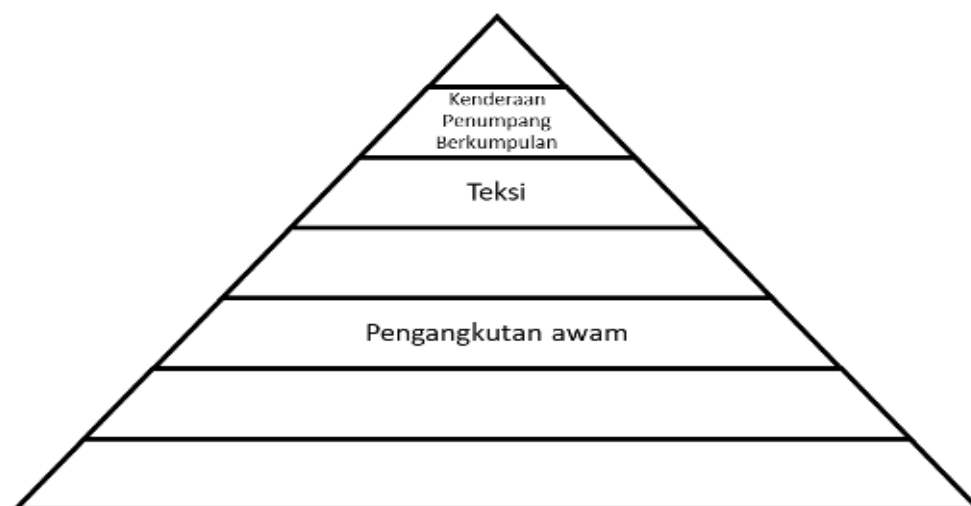 Kenderaan
Penumpang
Berkumpulan
Teksi
Pengangkutan awam